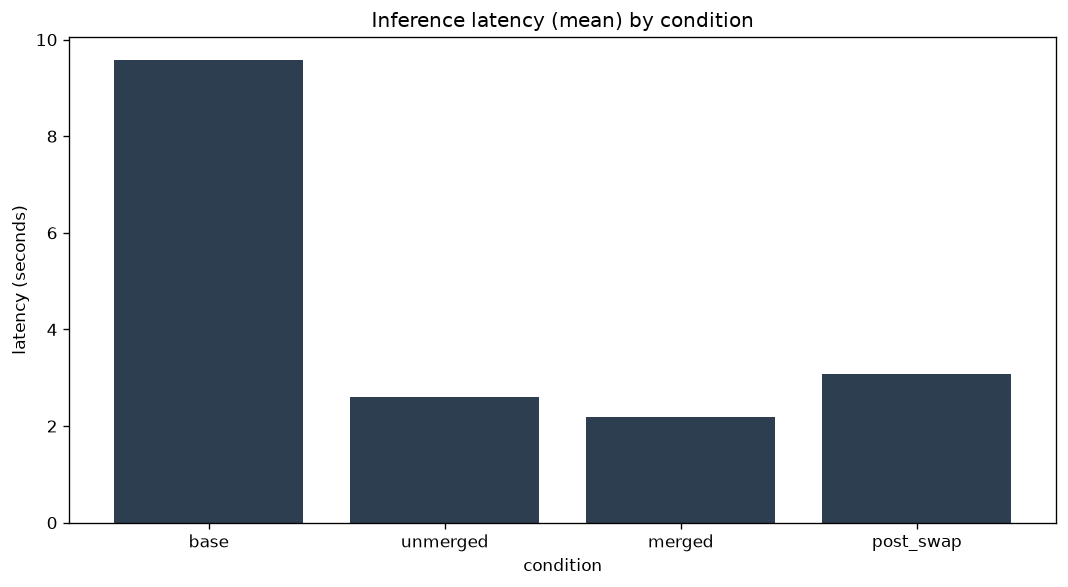 Inference latency (mean) by condition
10
8
6
4
2
0
latency (seconds)
base unmerged merged post_swap
condition